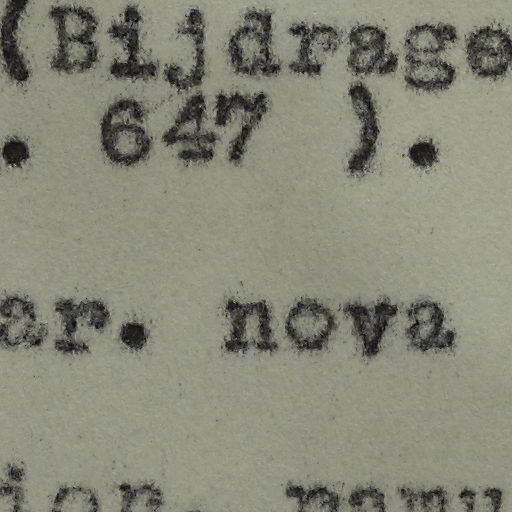 (Bijdrage
. 647 ).
ar. nova